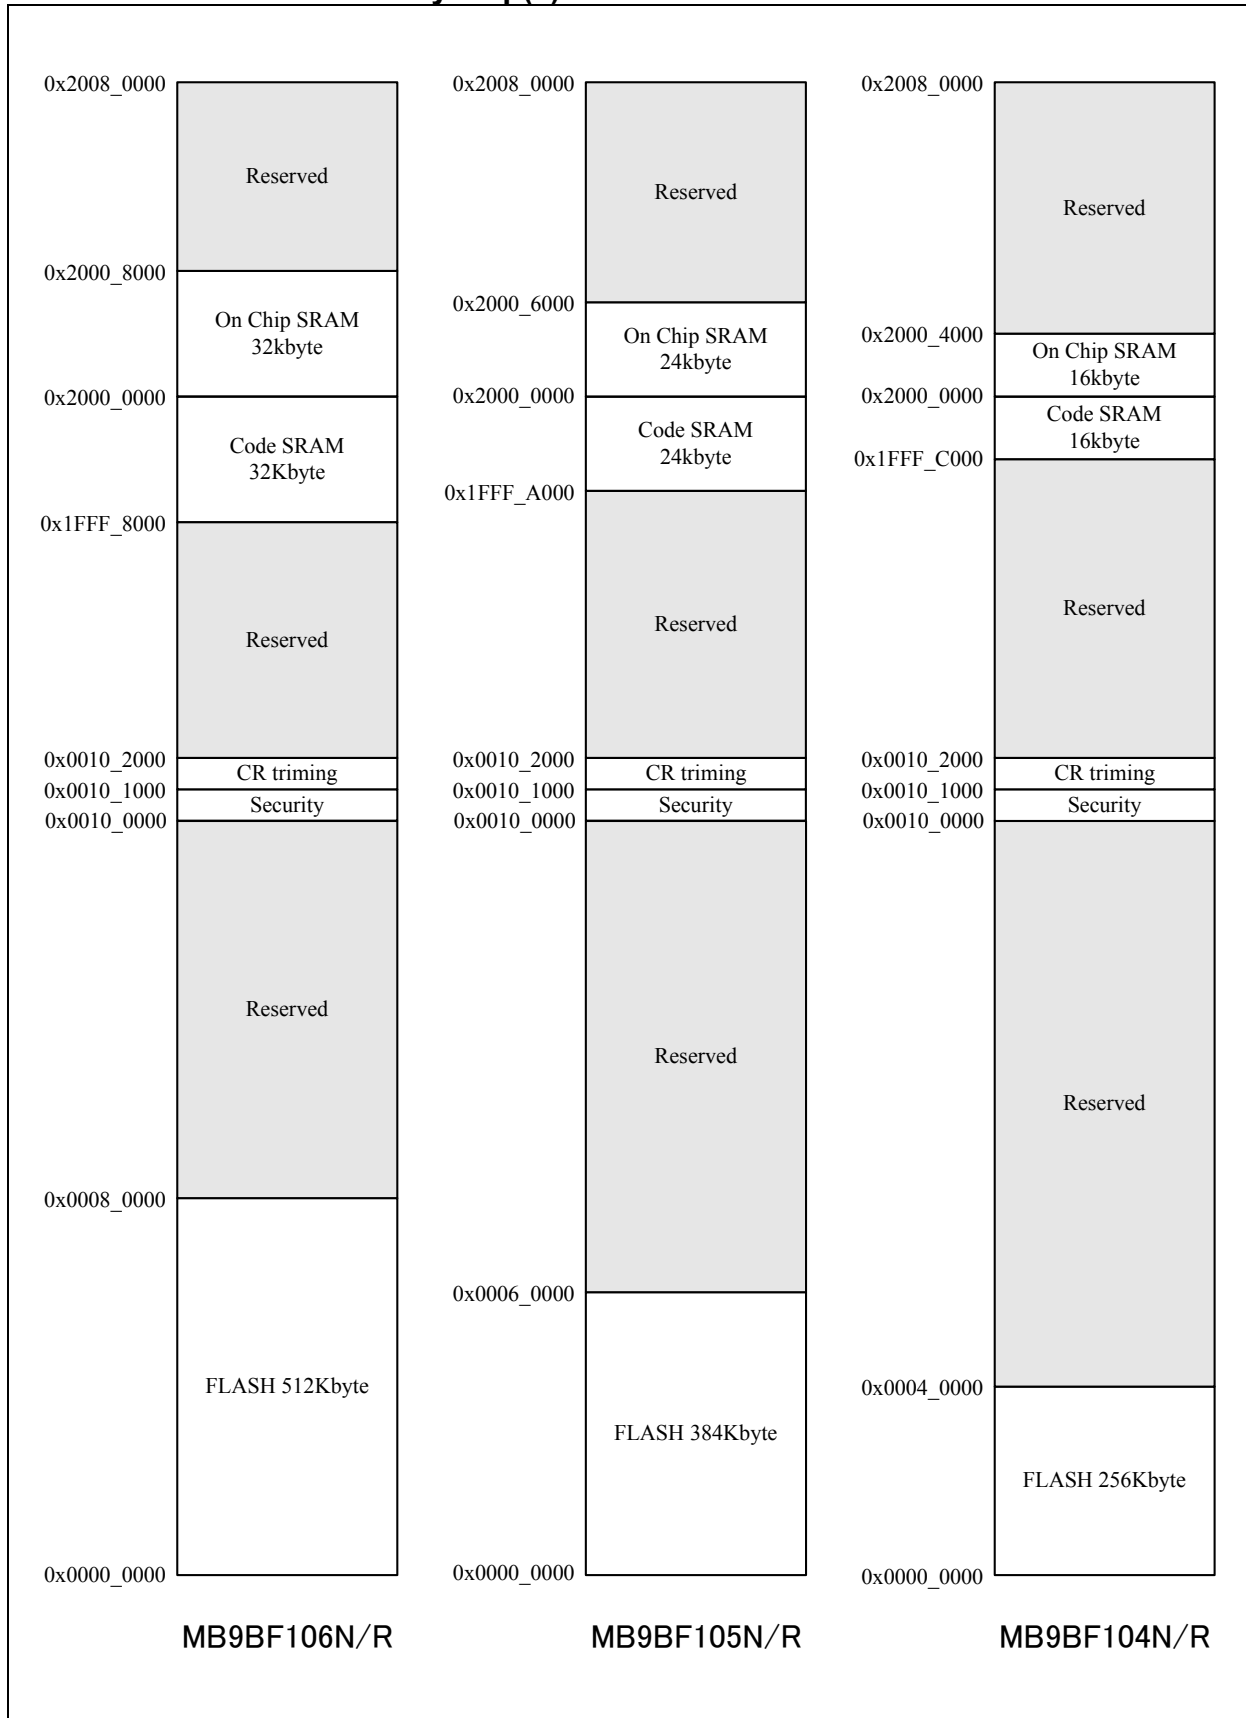 0x2008_0000
Reserved
0x2000_8000
On Chip SRAM
32kbyte
0x2000_0000
Code SRAM
32Kbyte
0x1FFF_8000
Reserved
0x0010_2000
CR triming
0x0010_1000
Security
0x0010_0000
Reserved
0x0008_0000
FLASH 512Kbyte
0x0000_0000
MB9BF106N/R
0x2008_0000
Reserved
0x2000_6000
On Chip SRAM
24kbyte
0x2000_0000
Code SRAM
24kbyte
0x1FFF_A000
Reserved
0x0010_2000
CR triming
0x0010_1000
Security
0x0010_0000
Reserved
0x0006_0000
FLASH 384Kbyte
0x0000_0000
MB9BF105N/R
0x2008_0000
Reserved
0x2000_4000
On Chip SRAM
16kbyte
0x2000_0000
Code SRAM
16kbyte
0x1FFF_C000
Reserved
0x0010_2000
CR triming
0x0010_1000
Security
0x0010_0000
Reserved
0x0004_0000
FLASH 256Kbyte
0x0000_0000
MB9BF104N/R